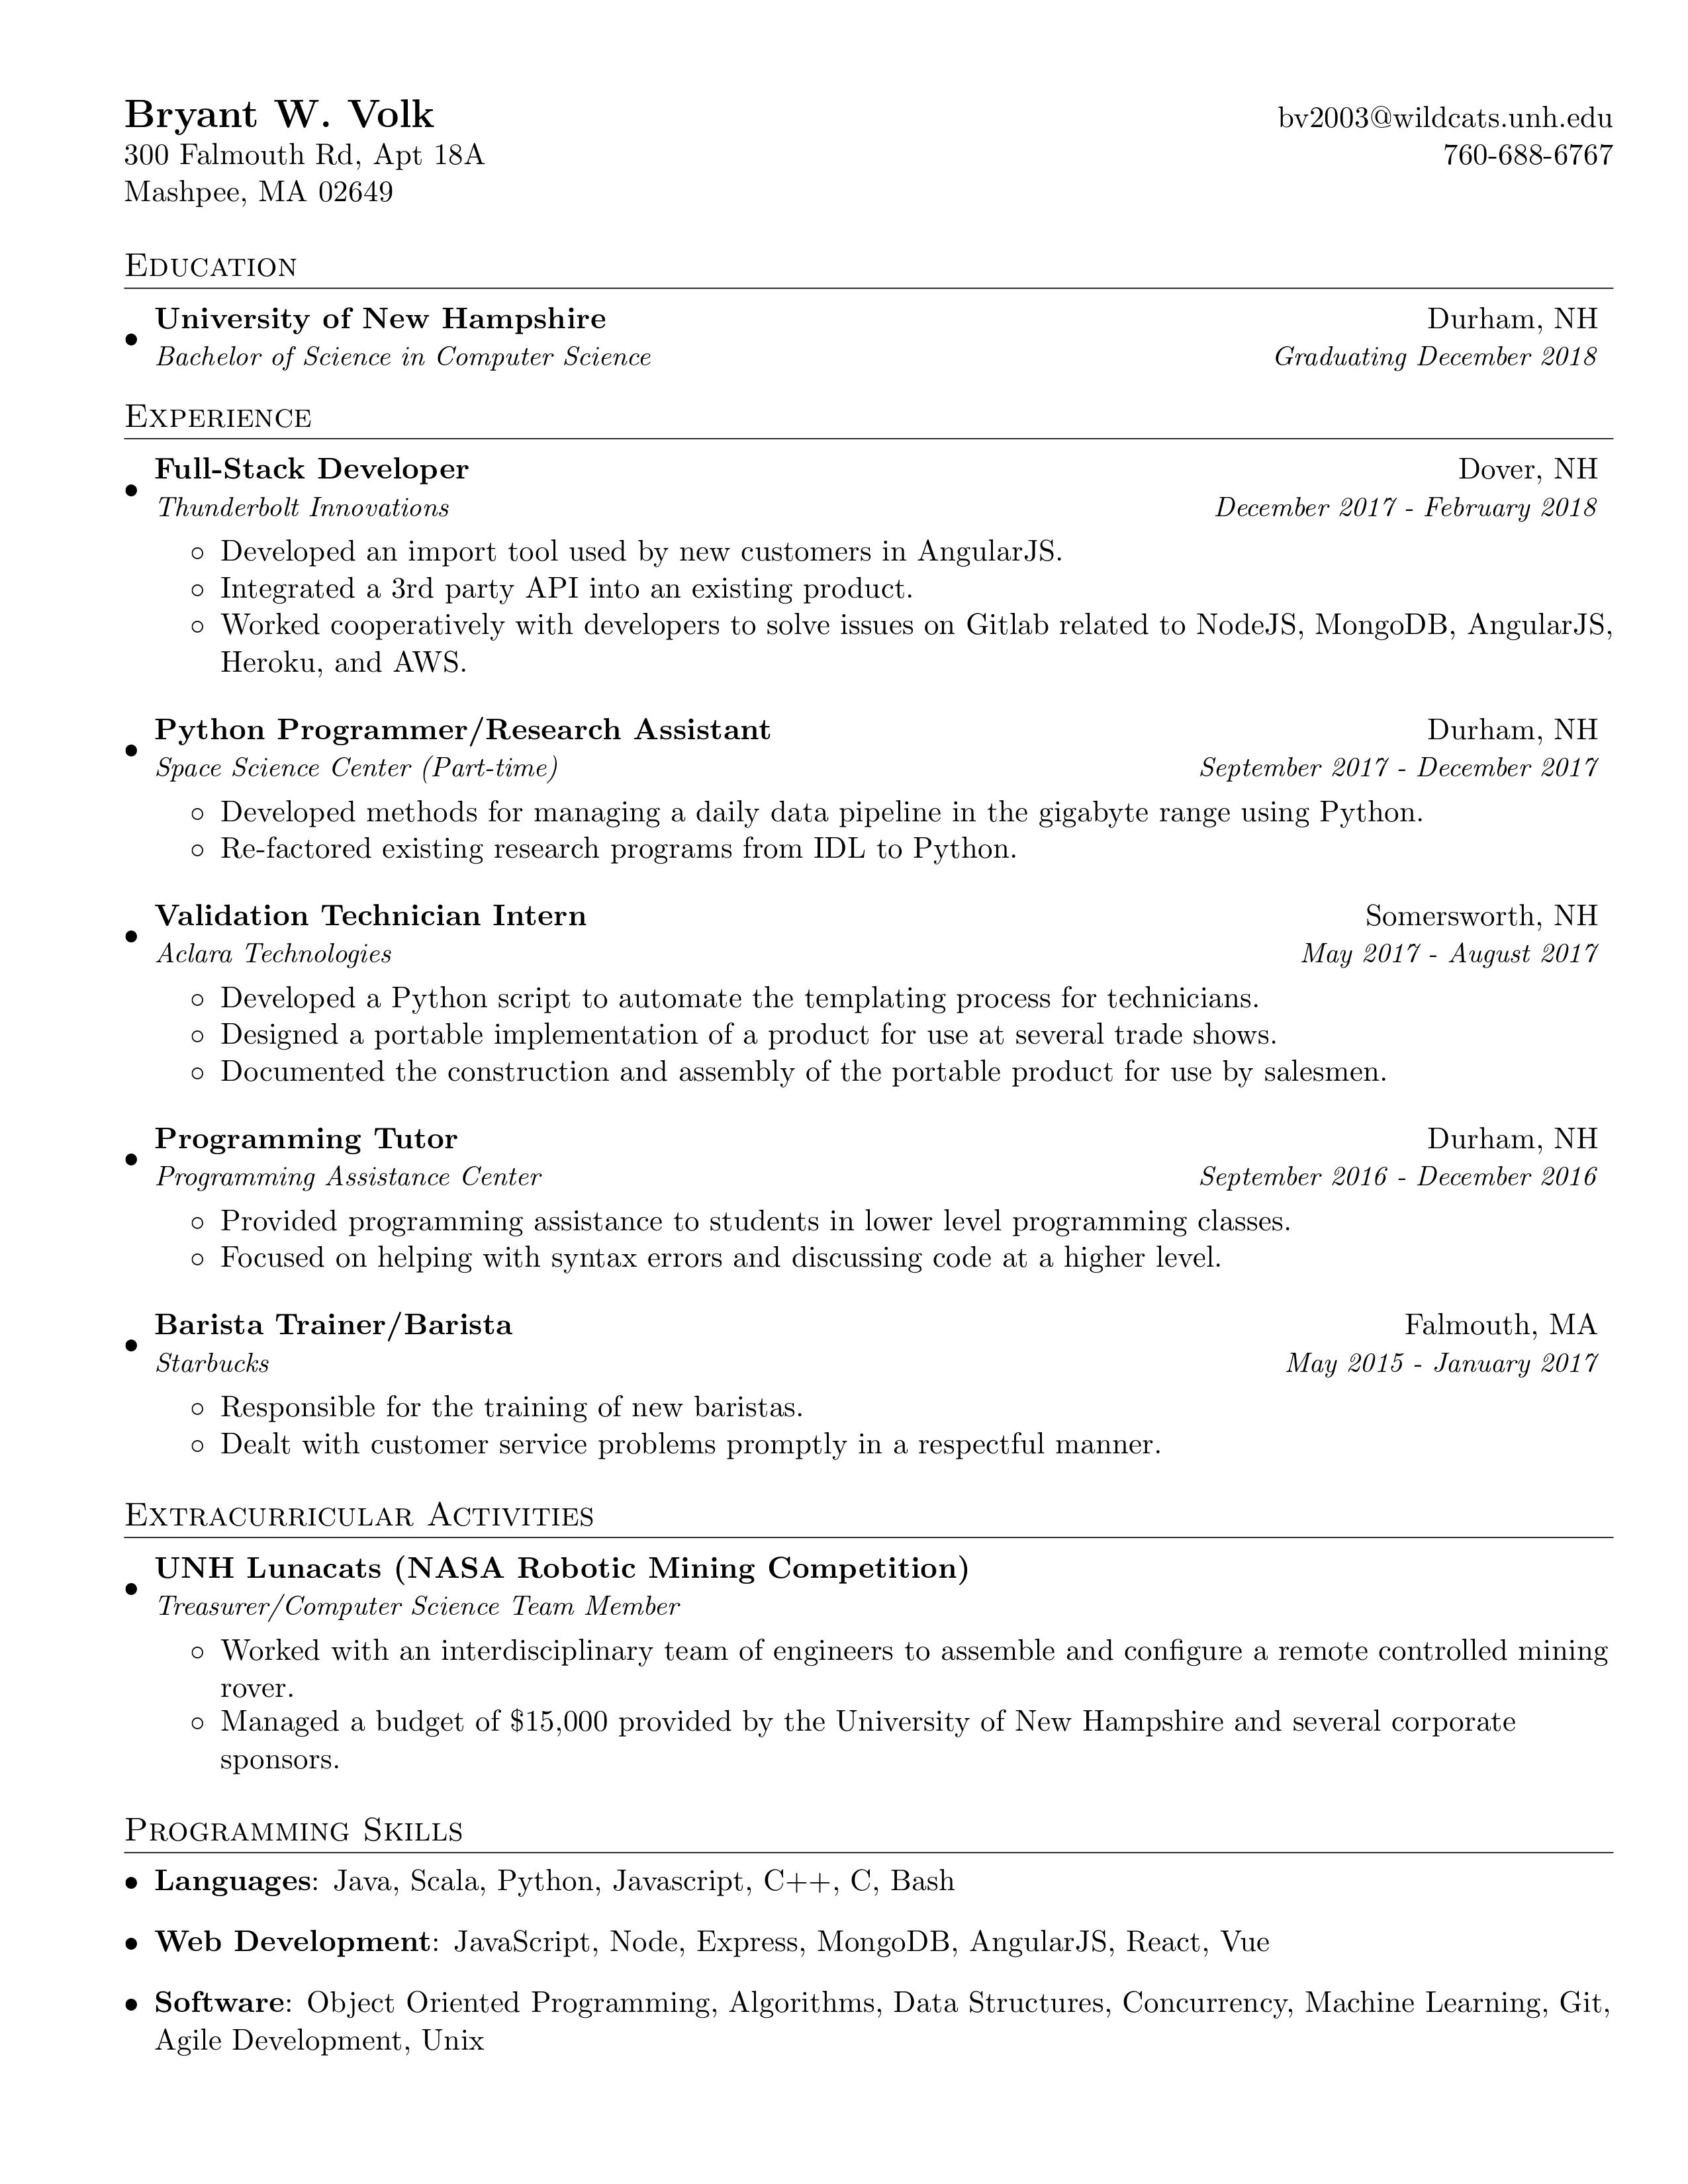 Bryant W. Volk bv2003@wildcats.unh.edu
300 Falmouth Rd, Apt 18A 760-688-6767
Mashpee, MA 02649
Education
• University of New Hampshire Durham, NH
Bachelor of Science in Computer Science Graduating December 2018
Experience
• Full-Stack Developer Dover, NH
Thunderbolt Innovations December 2017 - February 2018
◦ Developed an import tool used by new customers in AngularJS.
◦ Integrated a 3rd party API into an existing product.
◦ Worked cooperatively with developers to solve issues on Gitlab related to NodeJS, MongoDB, AngularJS,
Heroku, and AWS.
• Python Programmer/Research Assistant Durham, NH
Space Science Center (Part-time) September 2017 - December 2017
◦ Developed methods for managing a daily data pipeline in the gigabyte range using Python.
◦ Re-factored existing research programs from IDL to Python.
• Validation Technician Intern Somersworth, NH
Aclara Technologies May 2017 - August 2017
◦ Developed a Python script to automate the templating process for technicians.
◦ Designed a portable implementation of a product for use at several trade shows.
◦ Documented the construction and assembly of the portable product for use by salesmen.
• Programming Tutor Durham, NH
Programming Assistance Center September 2016 - December 2016
◦ Provided programming assistance to students in lower level programming classes.
◦ Focused on helping with syntax errors and discussing code at a higher level.
• Barista Trainer/Barista Falmouth, MA
Starbucks May 2015 - January 2017
◦ Responsible for the training of new baristas.
◦ Dealt with customer service problems promptly in a respectful manner.
Extracurricular Activities
• UNH Lunacats (NASA Robotic Mining Competition)
Treasurer/Computer Science Team Member
◦ Worked with an interdisciplinary team of engineers to assemble and configure a remote controlled mining
rover.
◦ Managed a budget of $15,000 provided by the University of New Hampshire and several corporate
sponsors.
Programming Skills
• Languages: Java, Scala, Python, Javascript, C++, C, Bash
• Web Development: JavaScript, Node, Express, MongoDB, AngularJS, React, Vue
• Software: Object Oriented Programming, Algorithms, Data Structures, Concurrency, Machine Learning, Git,
Agile Development, Unix